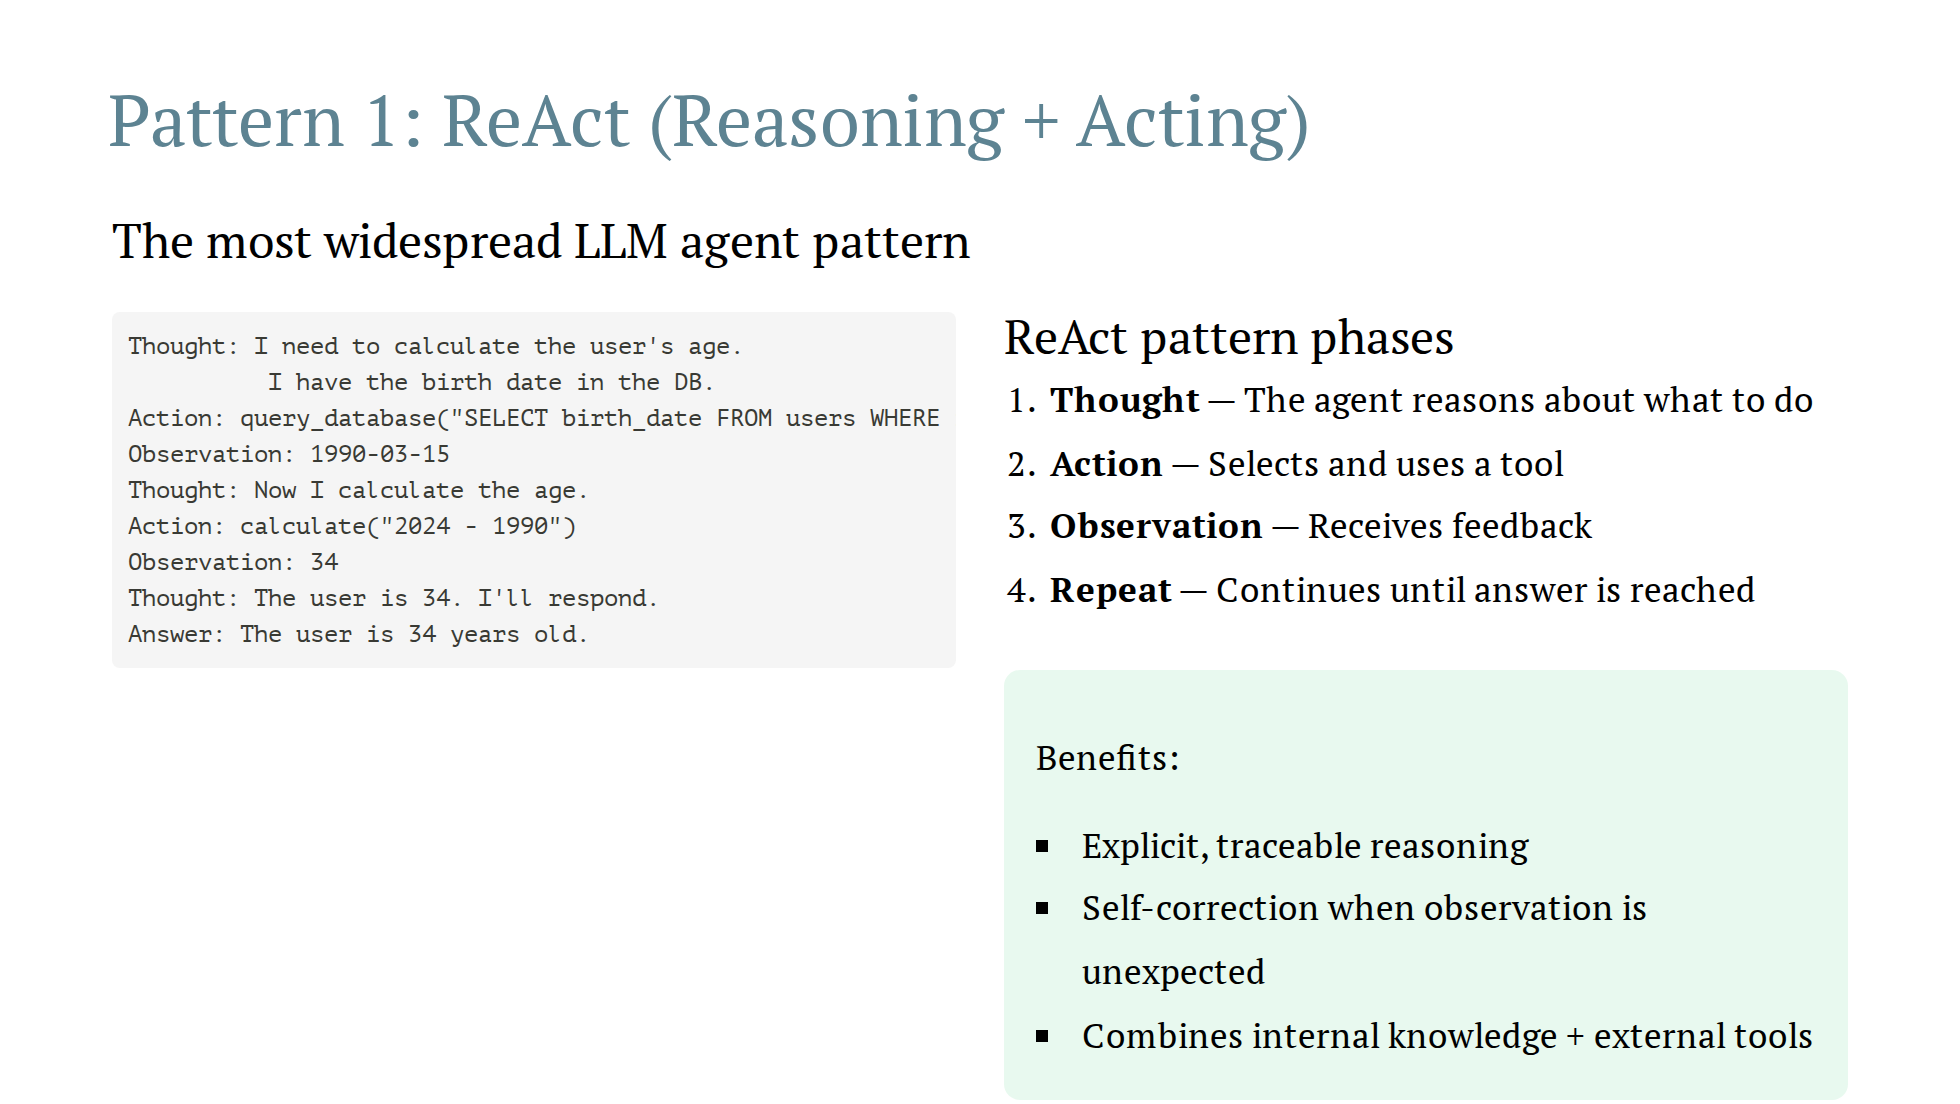 Pattern 1: ReAct (Reasoning + Acting)
The most widespread LLM agent pattern
Thought: I need to calculate the user's age.
I have the birth date in the DB.
Action: query_database("SELECT birth_date FROM users WHERE
Observation: 1990-03-15
Thought: Now I calculate the age.
Action: calculate("2024 - 1990")
Observation: 34
Thought: The user is 34. I'll respond.
Answer: The user is 34 years old.
ReAct pattern phases
1. Thought — The agent reasons about what to do
2. Action — Selects and uses a tool
3. Observation — Receives feedback
4. Repeat — Continues until answer is reached
Benefits:
▪ Explicit, traceable reasoning
▪ Self-correction when observation is
unexpected
▪ Combines internal knowledge + external tools